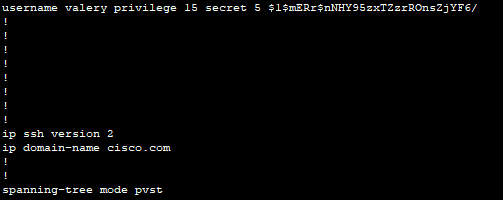 username valery privilege 15 secret 5 $1$mERr$nNHY95zxTZzrROnsZjYF6/
!
!
!
!
!
!
!
!
ip ssh version 2
ip domain-name cisco.com
!
!
spanning-tree mode pvst